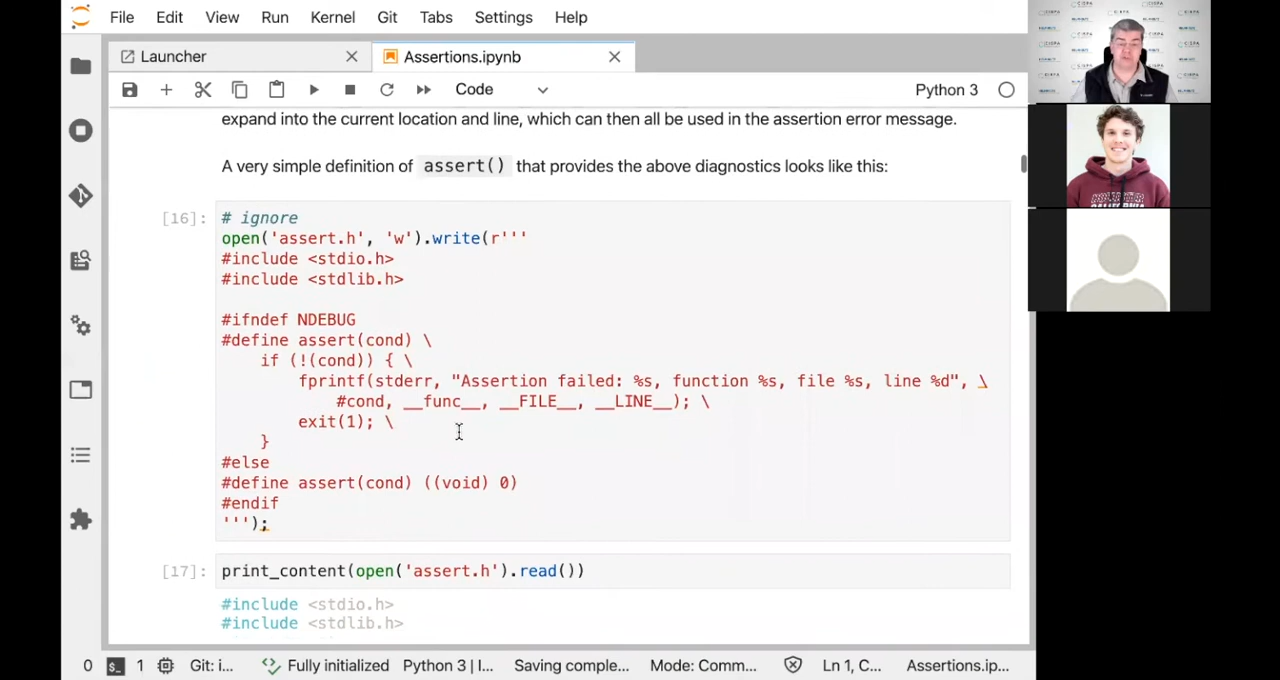 File Edit View Run Kernel Git Tabs Settings Help
Launcher
Assertions.ipynb
Code
Python 3
expand into the current location and line, which can then all be used in the assertion error message.
A very simple definition of assert() that provides the above diagnostics looks like this:
[16]:
# ignore
open('assert.h', 'w').write(r'''
#include <stdio.h>
#include <stdlib.h>
#ifndef NDEBUG
#define assert(cond) \
if (!(cond)) { \
fprintf(stderr, "Assertion failed: %s, function %s, file %s, line %d", \
#cond, __func__, __FILE__, __LINE__); \
exit(1); \
}
#else
#define assert(cond) ((void) 0)
#endif
''');
[17]:
print_content(open('assert.h').read())
#include <stdio.h>
#include <stdlib.h>
0 1 Git: i... Fully initialized Python 3 | I... Saving comple... Mode: Comm... Ln 1, C... Assertions.ip...
CISPA
CALIFORNIA